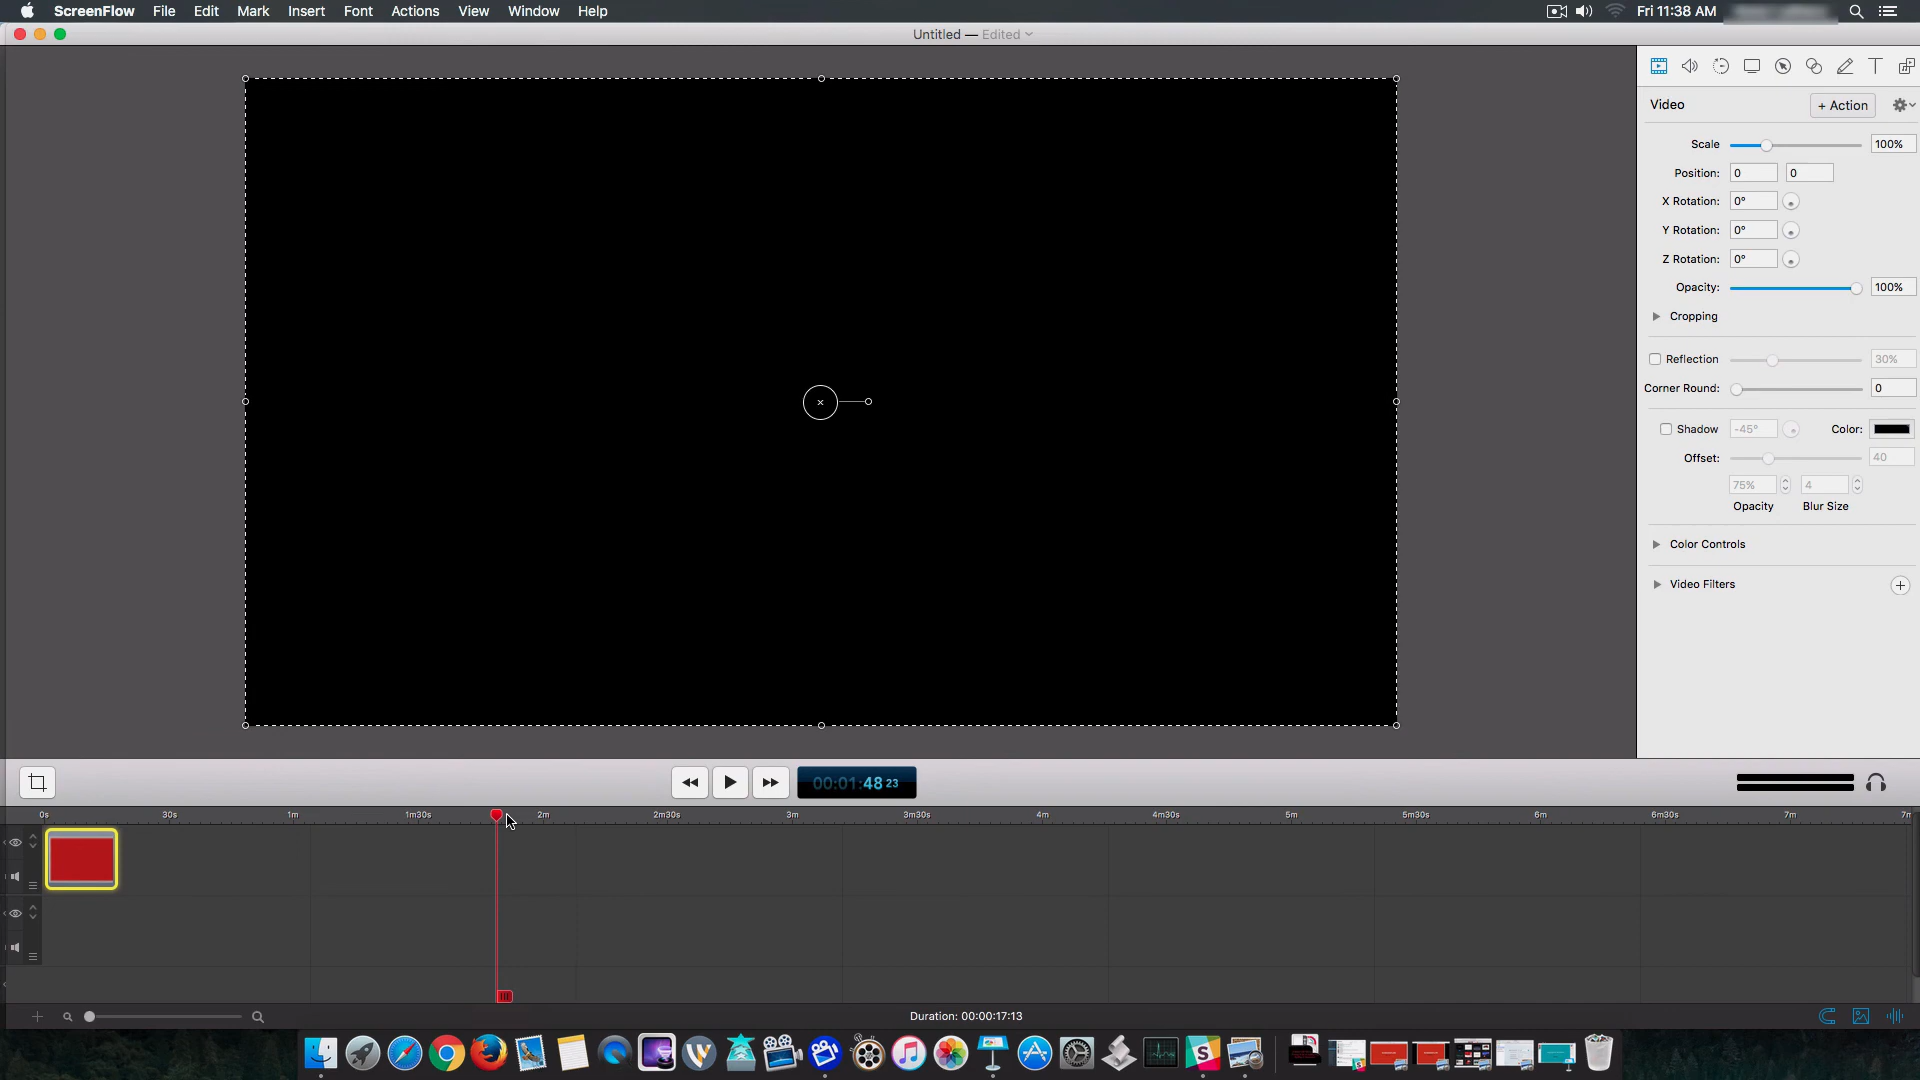 ScreenFlow File Edit Mark Insert Font Actions View Window Help Fri 11:38 AM
Untitled — Edited
Video + Action
Scale 100%
Position: 0 0
X Rotation: 0°
Y Rotation: 0°
Z Rotation: 0°
Opacity: 100%
Cropping
Reflection 30%
Corner Round: 0
Shadow -45° Color:
Offset: 40
75% 4
Opacity Blur Size
Color Controls
Video Filters
00:01:48 23
0s 30s 1m 1m30s 2m 2m30s 3m 3m30s 4m 4m30s 5m 5m30s 6m 6m30s 7m
Duration: 00:00:17:13